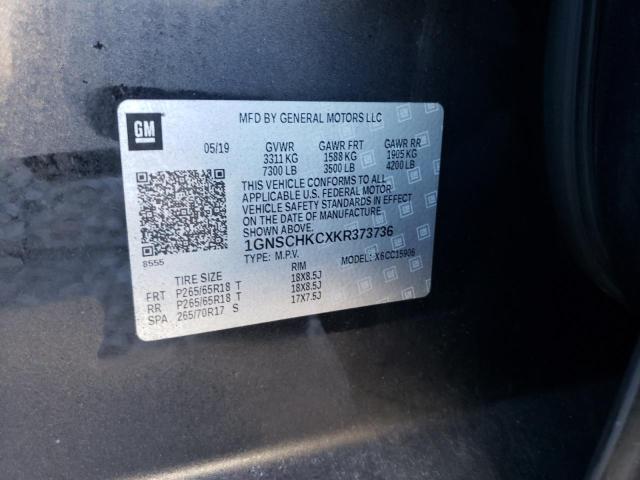 GM
MFD BY GENERAL MOTORS LLC
05/19 GVWR GAWR FRT GAWR RR
3311 KG 1588 KG 1905 KG
7300 LB 3500 LB 4200 LB
THIS VEHICLE CONFORMS TO ALL
APPLICABLE U.S. FEDERAL MOTOR
VEHICLE SAFETY STANDARDS IN EFFECT
ON THE DATE OF MANUFACTURE
8555 1GNSCHKCXKR373736
TYPE: M.P.V. MODEL: X6CC15906
TIRE SIZE RIM
FRT P265/65R18 T 18X8.5J
RR P265/65R18 T 18X8.5J
SPA 265/70R17 S 17X7.5J